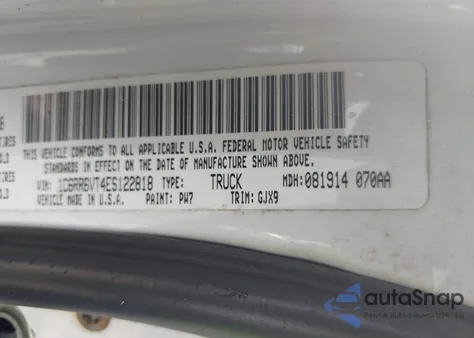 THIS VEHICLE CONFORMS TO ALL APPLICABLE U.S.A. FEDERAL MOTOR VEHICLE SAFETY
STANDARDS IN EFFECT ON THE DATE OF MANUFACTURE SHOWN ABOVE.
VIN: 1C6RR6VT4ES122818 TYPE: TRUCK MDH:081914 070AA
VEHICLE MADE IN U.S.A. PAINT: PW7 TRIM: GJX9
autoSnap